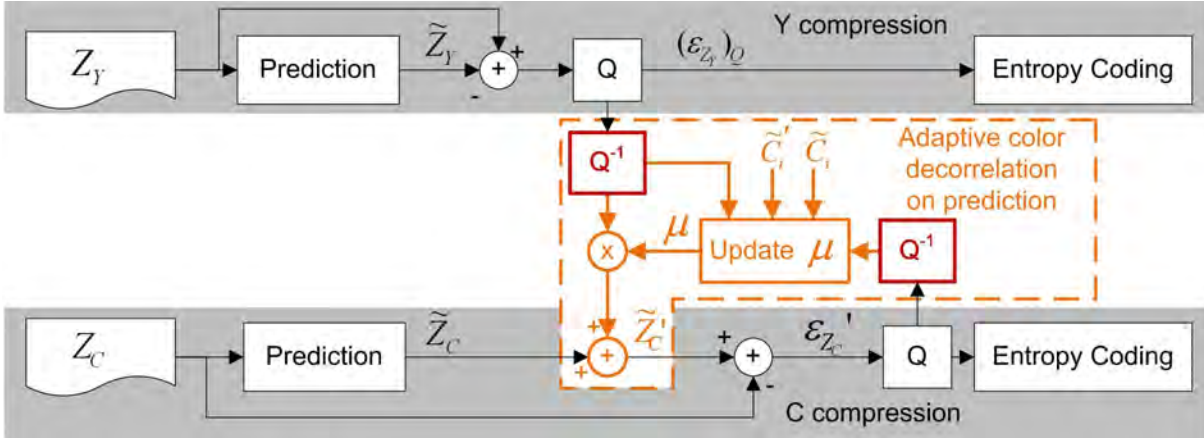 Y compression
Z_Y
Prediction
Z̃_Y
+
-
+
Q
(ε_{Z_Y})_Q
Entropy Coding
Q⁻¹
C̃_i'
C̃_i
Adaptive color
decorrelation
on prediction
x
μ
Update μ
Q⁻¹
Z_C
Prediction
Z̃_C
+
+
+
Z̃_C'
+
+
-
ε_{Z_C}'
Q
Entropy Coding
C compression